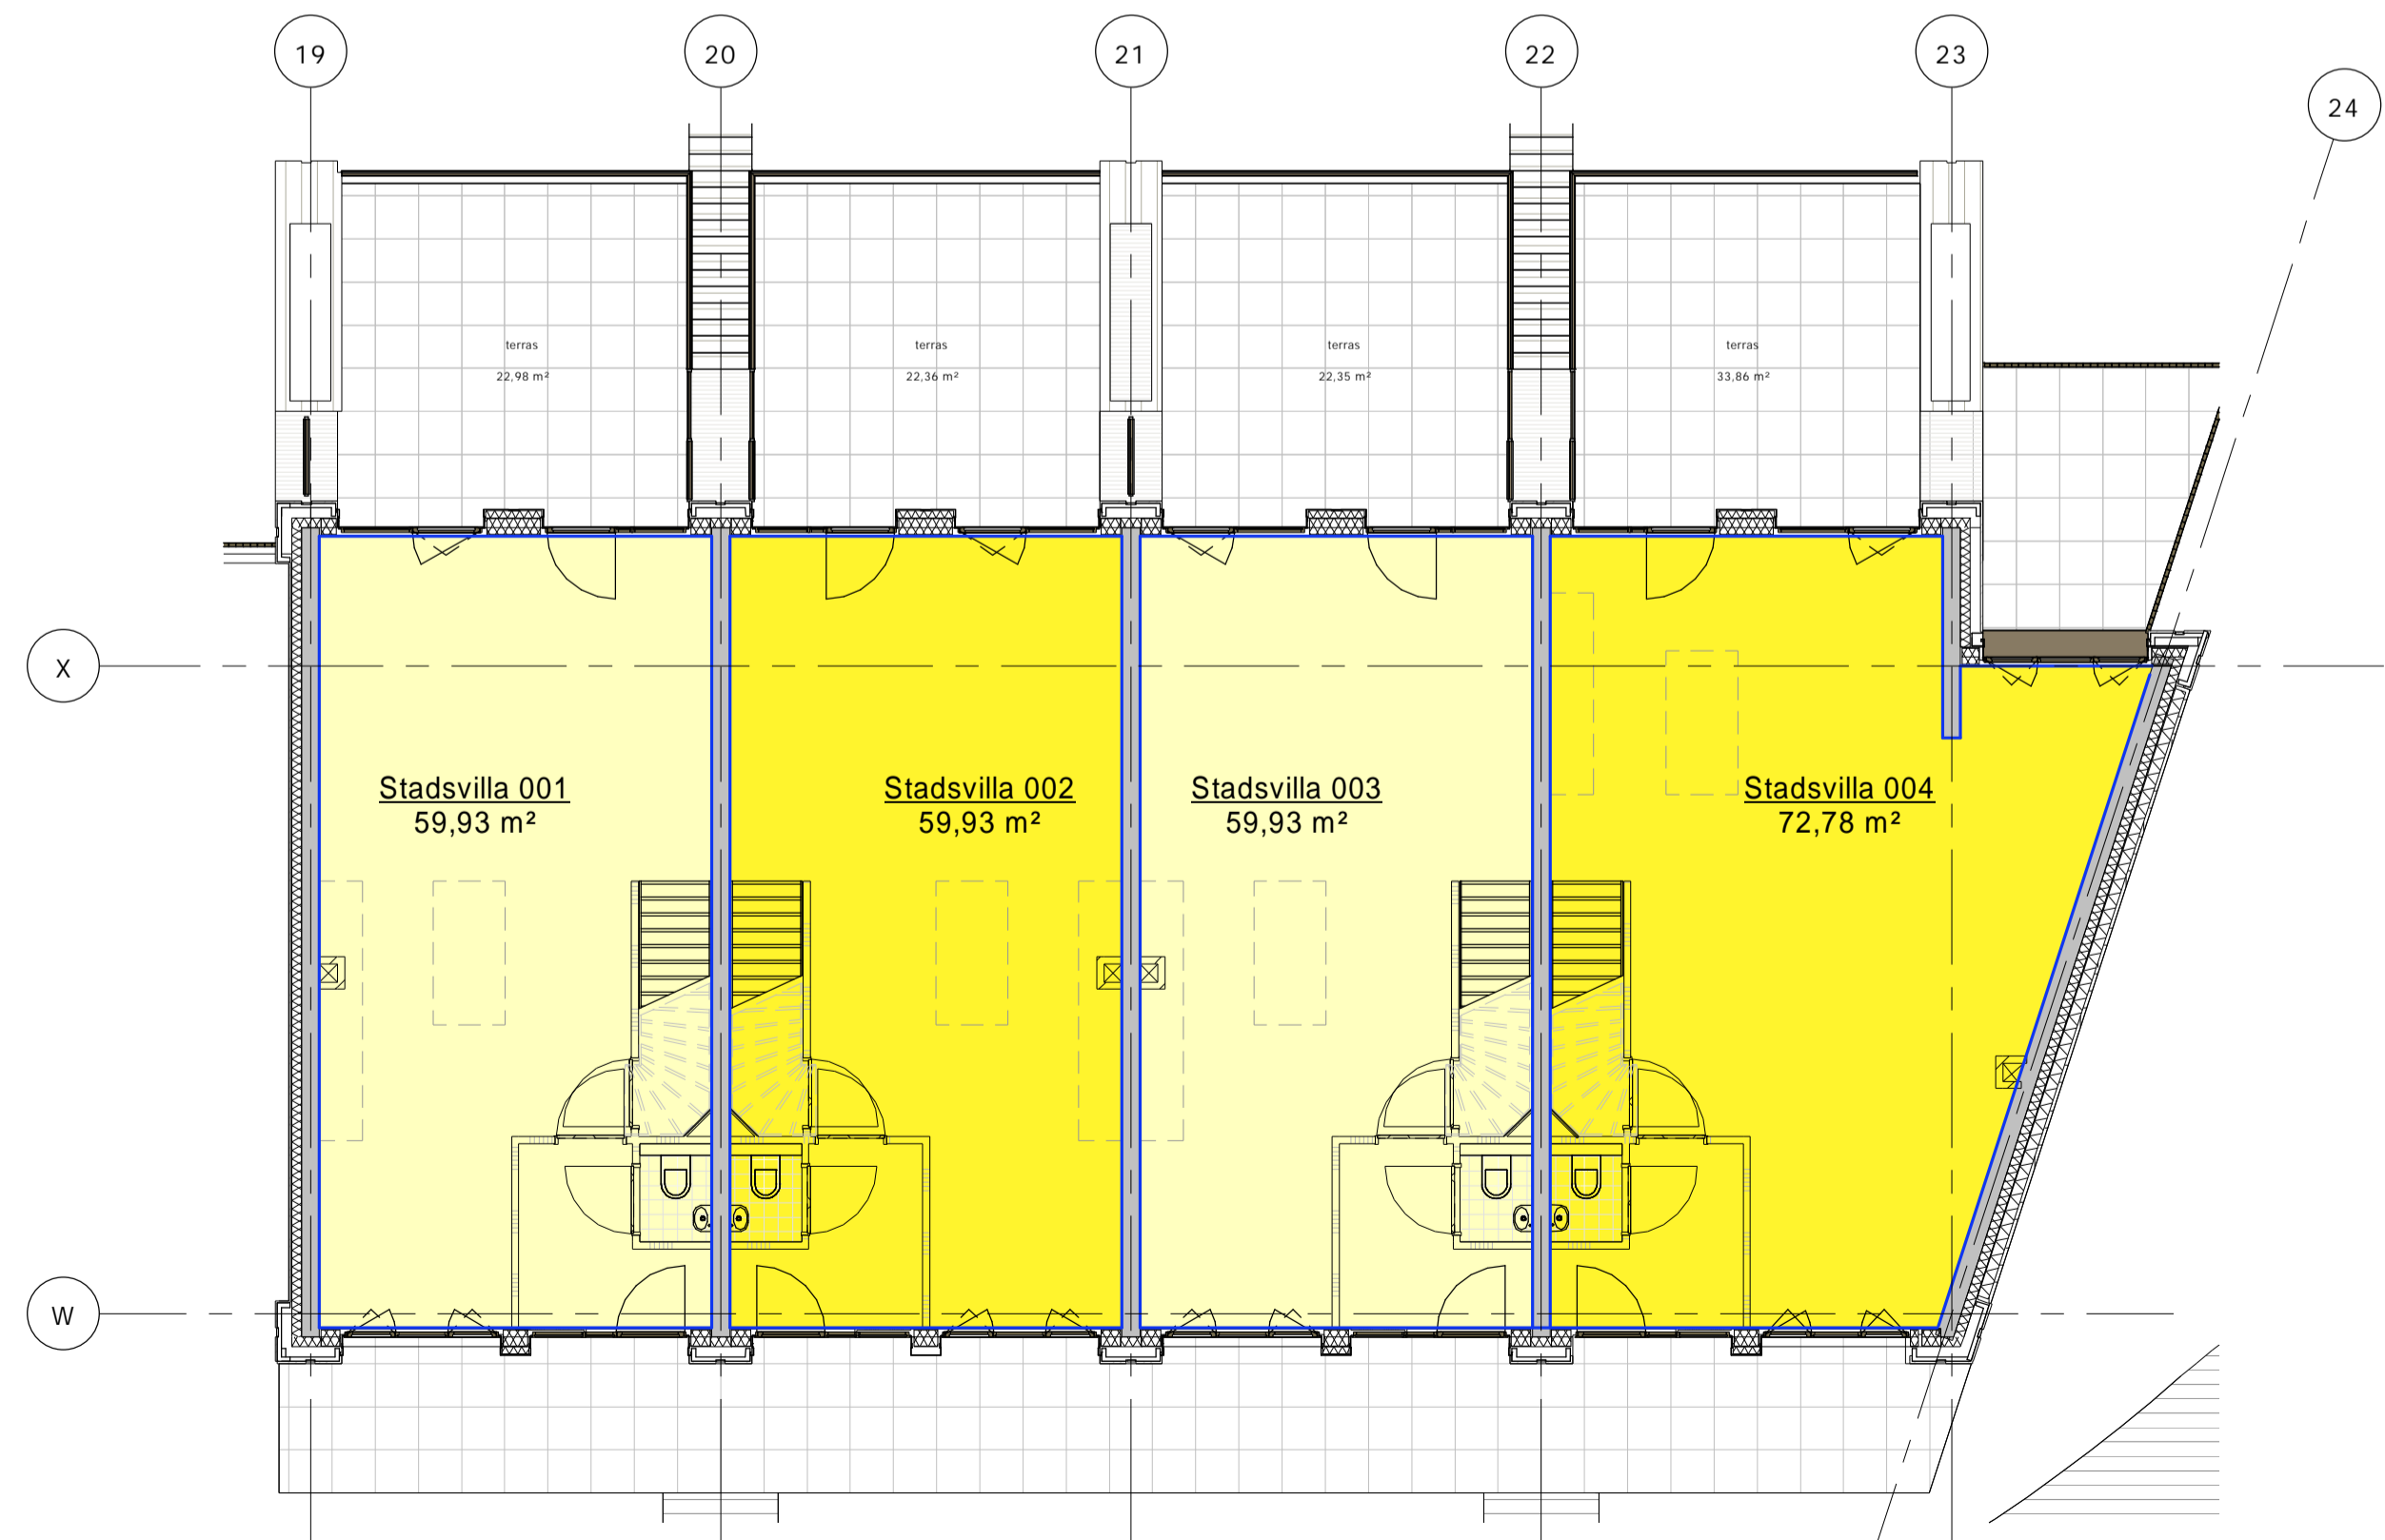 19
20
21
22
23
24
terras
22,98 m²
terras
22,36 m²
terras
22,35 m²
terras
33,86 m²
X
Stadsvilla 001
59,93 m²
Stadsvilla 002
59,93 m²
Stadsvilla 003
59,93 m²
Stadsvilla 004
72,78 m²
W